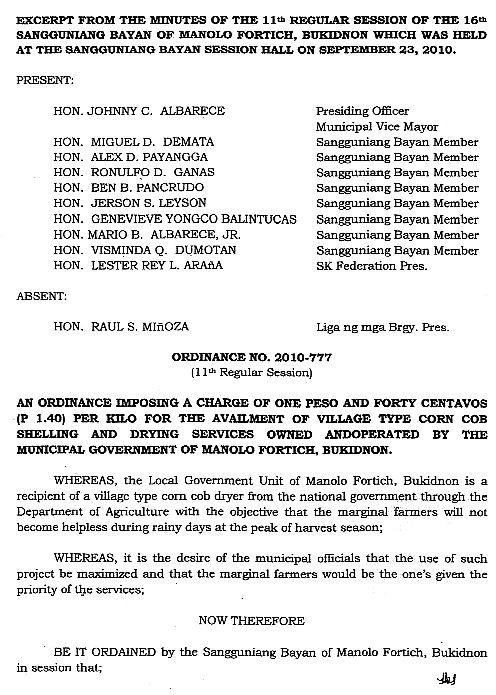 EXCERPT FROM THE MINUTES OF THE 11th REGULAR SESSION OF THE 16th
SANGGUNIANG BAYAN OF MANOLO FORTICH, BUKIDNON WHICH WAS HELD
AT THE SANGGUNIANG BAYAN SESSION HALL ON SEPTEMBER 23, 2010.
PRESENT:
HON. JOHNNY C. ALBARECE Presiding Officer
Municipal Vice Mayor
HON. MIGUEL D. DEMATA Sangguniang Bayan Member
HON. ALEX D. PAYANGGA Sangguniang Bayan Member
HON. RONULFO D. GANAS Sangguniang Bayan Member
HON. BEN B. PANCRUDO Sangguniang Bayan Member
HON. JERSON S. LEYSON Sangguniang Bayan Member
HON. GENEVIEVE YONGCO BALINTUCAS Sangguniang Bayan Member
HON. MARIO B. ALBARECE, JR. Sangguniang Bayan Member
HON. VISMINDA Q. DUMOTAN Sangguniang Bayan Member
HON. LESTER REY L. ARAñA SK Federation Pres.
ABSENT:
HON. RAUL S. MIñOZA Liga ng mga Brgy. Pres.
ORDINANCE NO. 2010-777
(11th Regular Session)
AN ORDINANCE IMPOSING A CHARGE OF ONE PESO AND FORTY CENTAVOS
(P 1.40) PER KILO FOR THE AVAILMENT OF VILLAGE TYPE CORN COB
SHELLING AND DRYING SERVICES OWNED ANDOPERATED BY THE
MUNICIPAL GOVERNMENT OF MANOLO FORTICH, BUKIDNON.
WHEREAS, the Local Government Unit of Manolo Fortich, Bukidnon is a
recipient of a village type corn cob dryer from the national government through the
Department of Agriculture with the objective that the marginal farmers will not
become helpless during rainy days at the peak of harvest season;
WHEREAS, it is the desire of the municipal officials that the use of such
project be maximized and that the marginal farmers would be the one's given the
priority of the services;
NOW THEREFORE
BE IT ORDAINED by the Sangguniang Bayan of Manolo Fortich, Bukidnon
in session that;